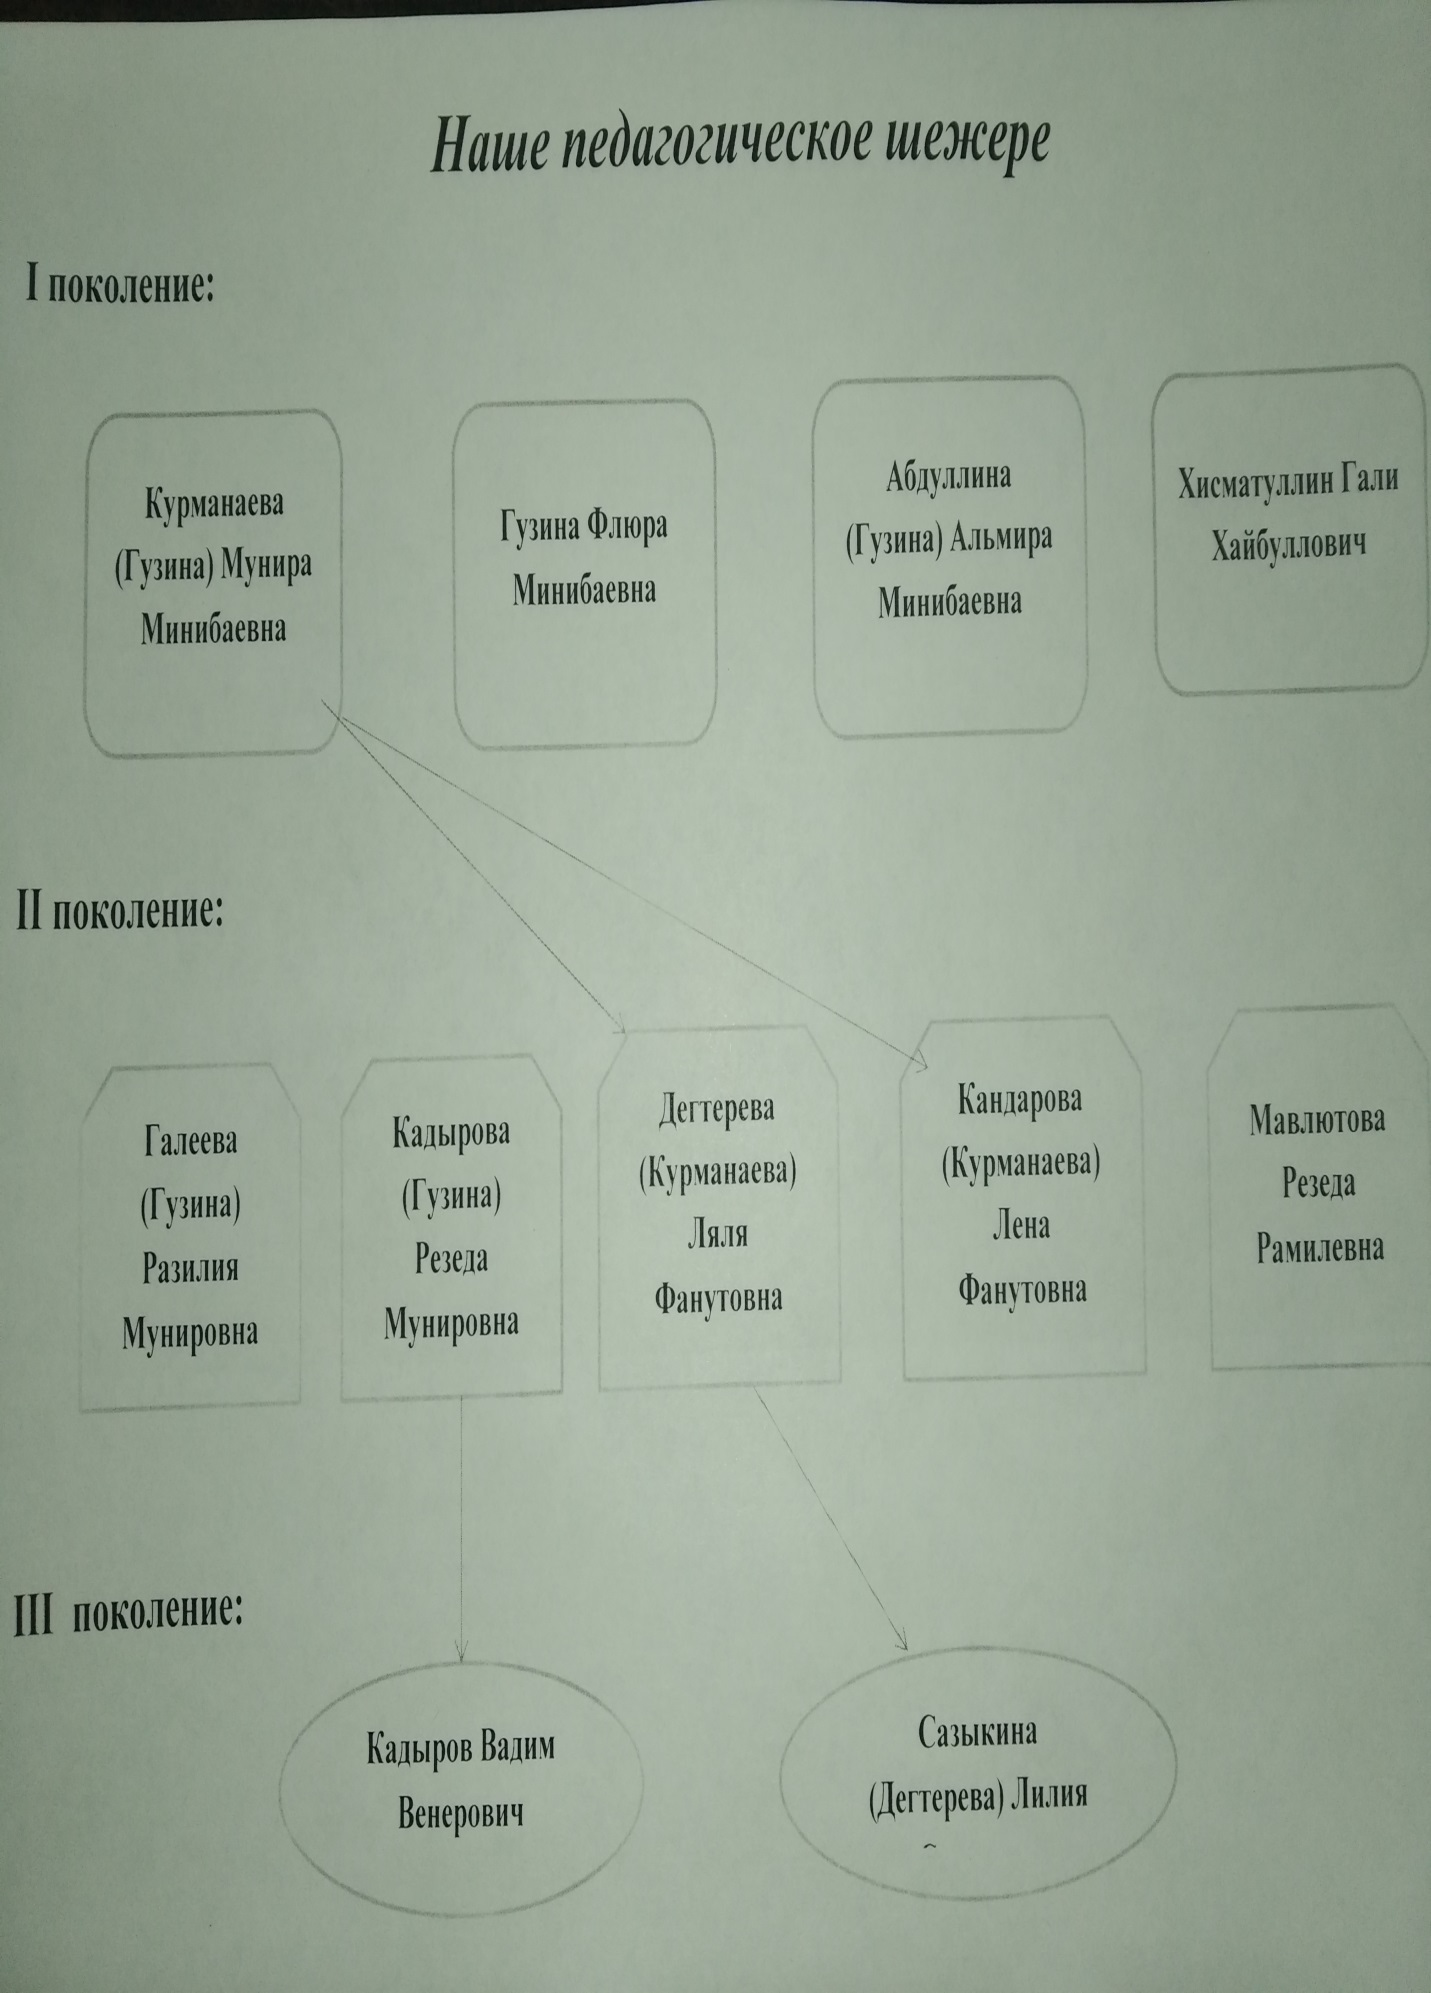 Наше педагогическое шежере
I поколение:
Курманаева
(Гузина) Мунира
Минибаевна
Гузина Флюра
Минибаевна
Абдуллина
(Гузина) Альмира
Минибаевна
Хисматуллин Гали
Хайбуллович
II поколение:
Галеева
(Гузина)
Разилия
Мунировна
Кадырова
(Гузина)
Резеда
Мунировна
Дегтерева
(Курманаева)
Ляля
Фанутовна
Кандарова
(Курманаева)
Лена
Фанутовна
Мавлютова
Резеда
Рамилевна
III поколение:
Кадыров Вадим
Венерович
Сазыкина
(Дегтерева) Лилия